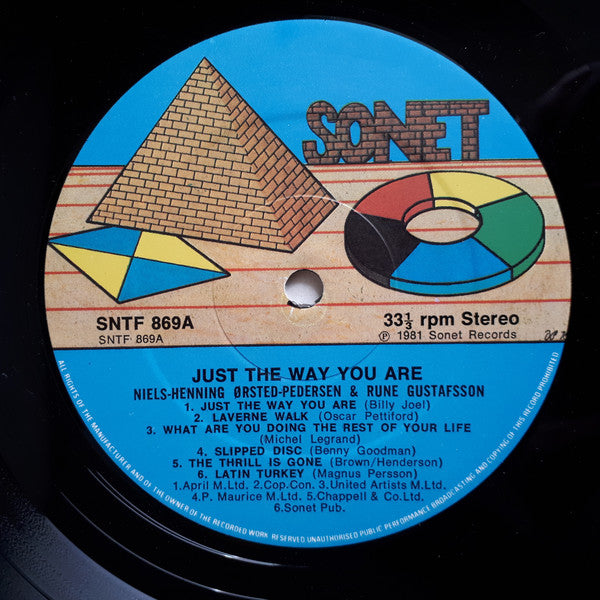 SONET
SNTF 869A
SNTF 869A
33⅓ rpm Stereo
Ⓟ 1981 Sonet Records
JUST THE WAY YOU ARE
NIELS-HENNING ØRSTED-PEDERSEN & RUNE GUSTAFSSON
1. JUST THE WAY YOU ARE (Billy Joel)
2. LAVERNE WALK (Oscar Pettiford)
3. WHAT ARE YOU DOING THE REST OF YOUR LIFE
(Michel Legrand)
4. SLIPPED DISC (Benny Goodman)
5. THE THRILL IS GONE (Brown/Henderson)
6. LATIN TURKEY (Magnus Persson)
1.April M.Ltd. 2.Cop.Con. 3.United Artists M.Ltd.
4.P. Maurice M.Ltd. 5.Chappell & Co.Ltd.
6.Sonet Pub.
ALL RIGHTS OF THE MANUFACTURER AND OF THE OWNER OF THE RECORDED WORK RESERVED UNAUTHORISED PUBLIC PERFORMANCE BROADCASTING AND COPYING OF THIS RECORD PROHIBITED